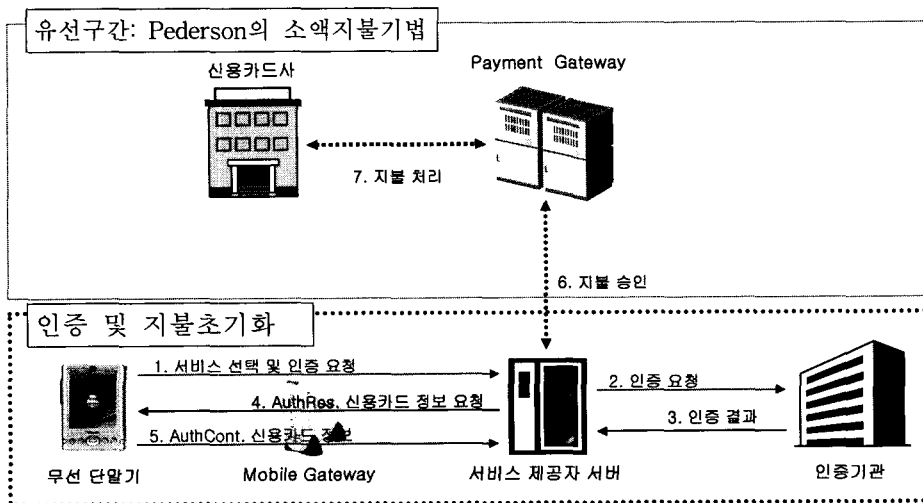 유선구간: Pederson의 소액지불기법
신용카드사
Payment Gateway
7. 지불 처리
6. 지불 승인
인증 및 지불초기화
1. 서비스 선택 및 인증 요청
2. 인증 요청
4. AuthRes, 신용카드 정보 요청
3. 인증 결과
5. AuthCont, 신용카드 정보
무선 단말기
Mobile Gateway
서비스 제공자 서버
인증기관